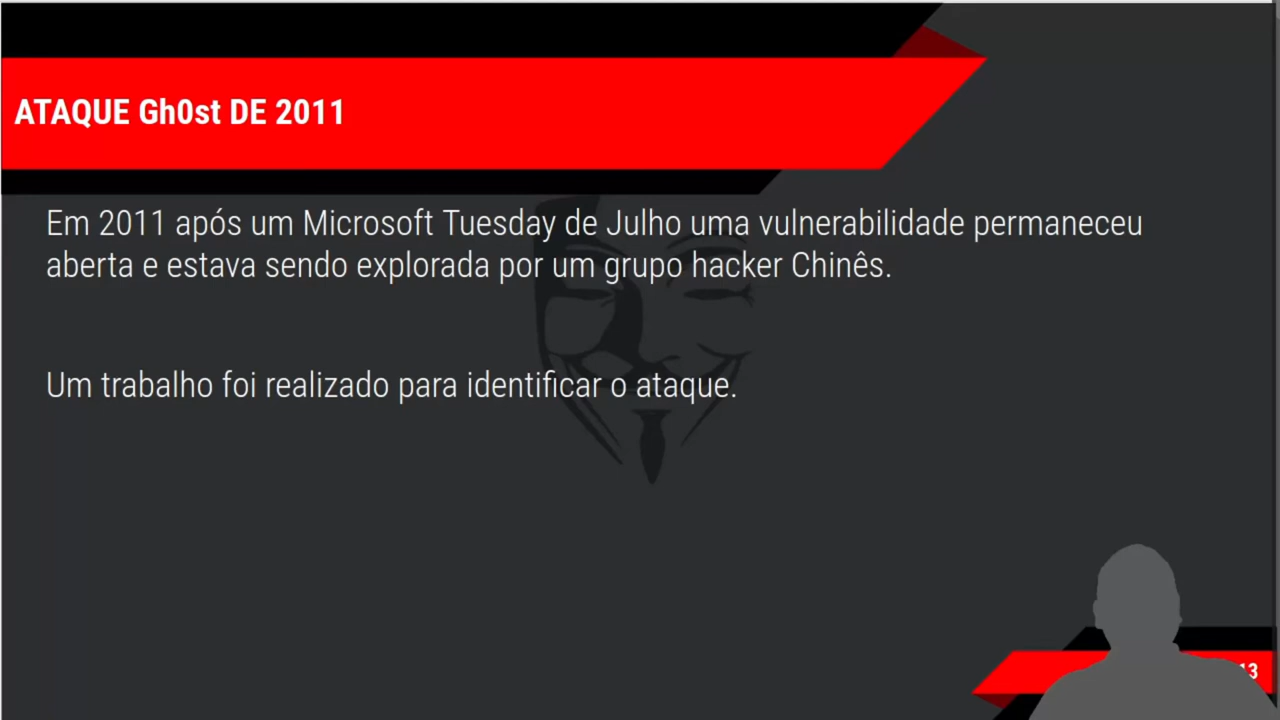 ATAQUE Gh0st DE 2011
Em 2011 após um Microsoft Tuesday de Julho uma vulnerabilidade permaneceu
aberta e estava sendo explorada por um grupo hacker Chinês.
Um trabalho foi realizado para identificar o ataque.
13